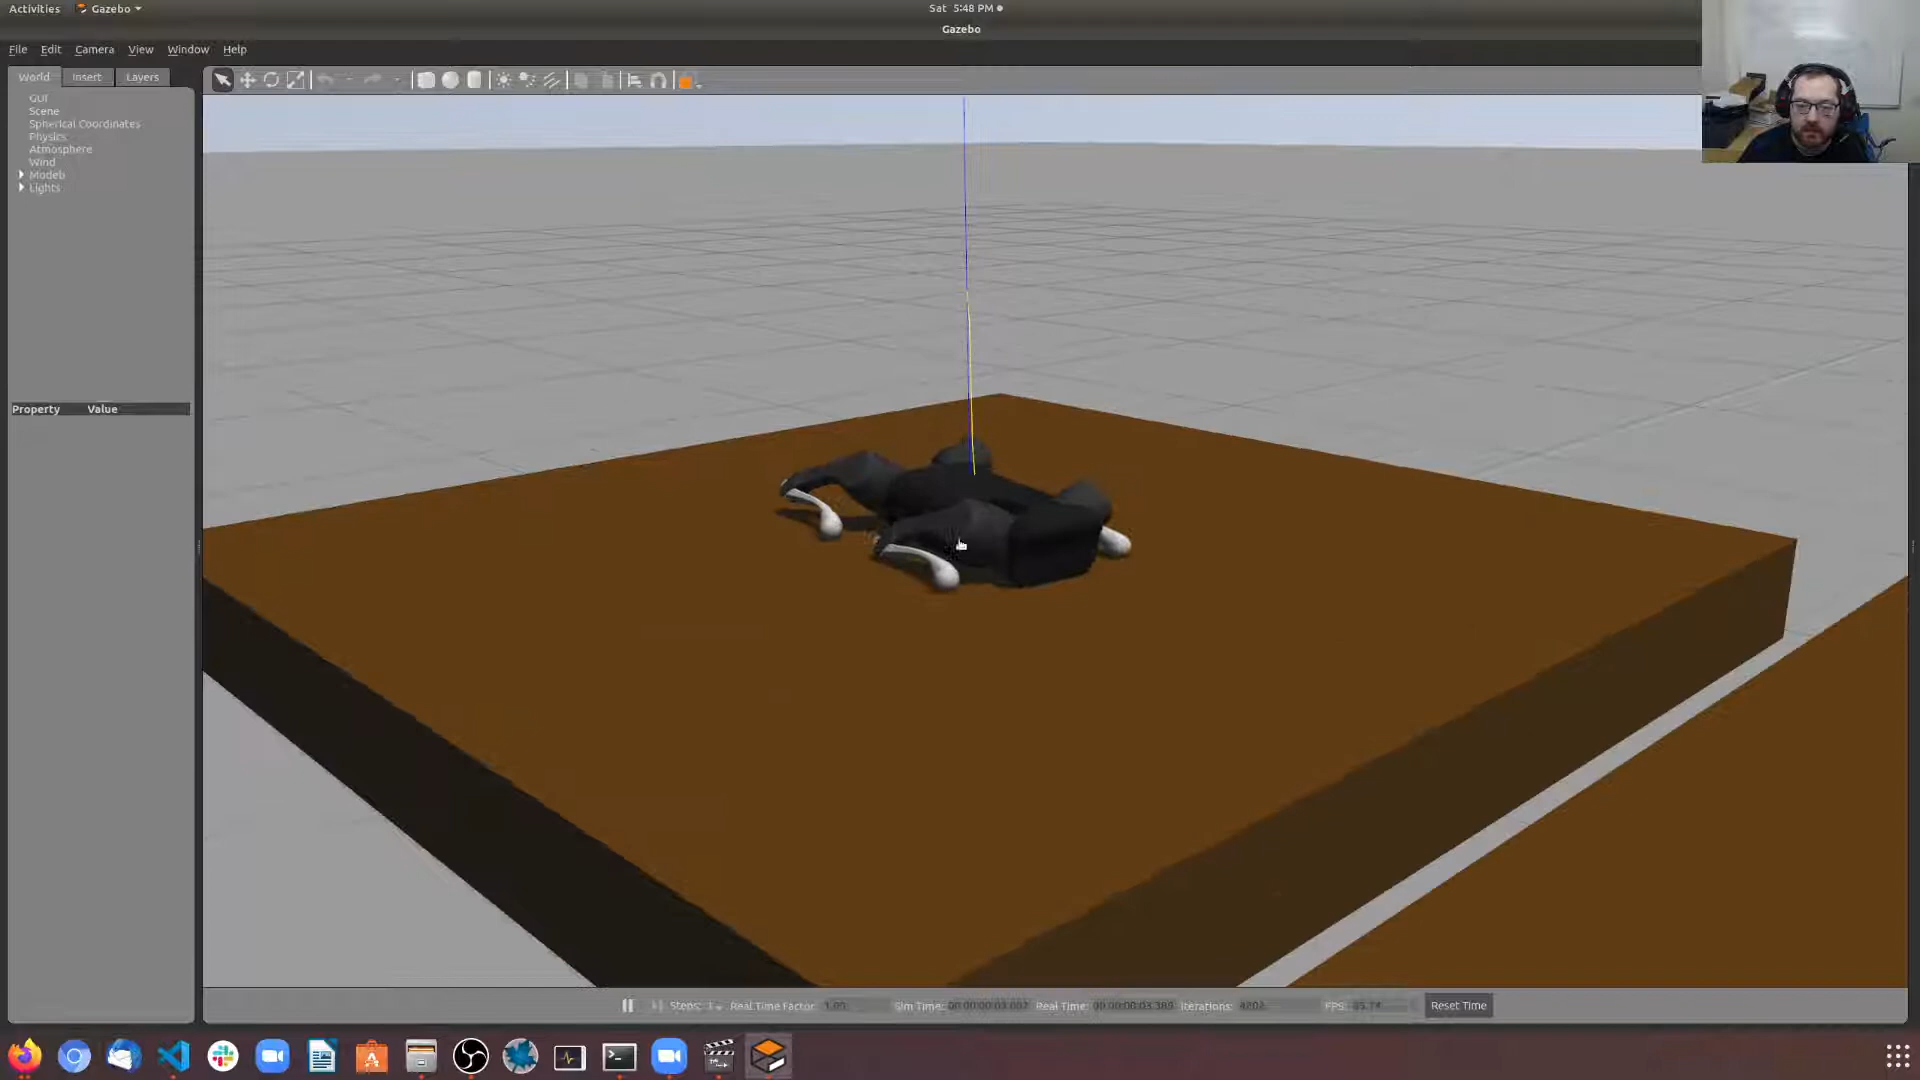 Activities Gazebo Sat 5:48 PM
Gazebo
File Edit Camera View Window Help
World Insert Layers
GUI
Scene
Spherical Coordinates
Physics
Atmosphere
Wind
Models
Lights
Property Value
Steps: Real Time Factor: Sim Time: Real Time: Iterations: FPS: Reset Time